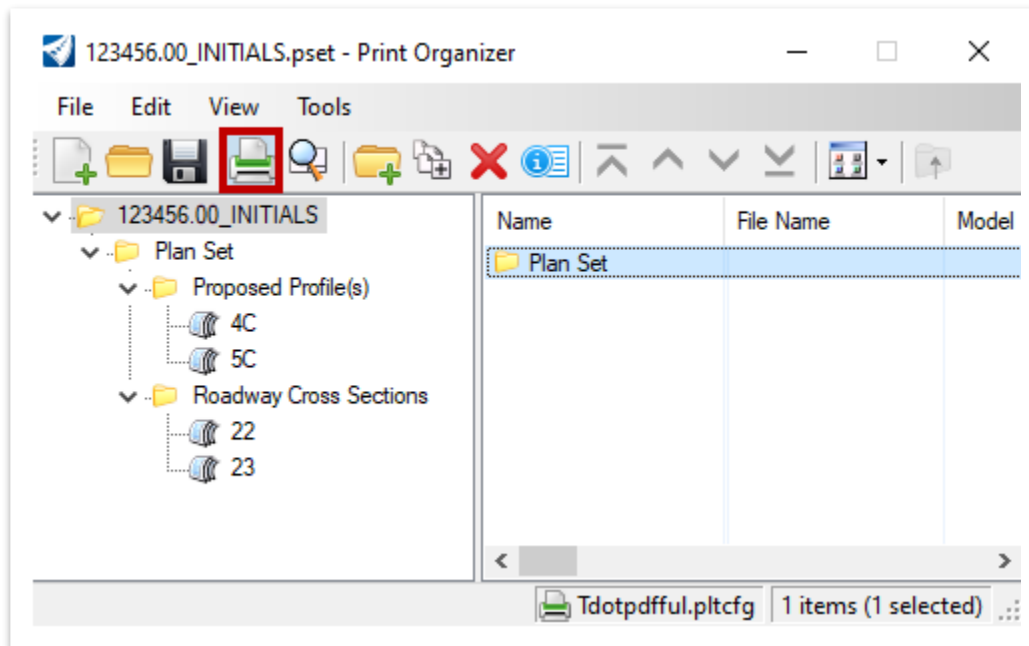 123456.00_INITIALS.pset - Print Organizer
File Edit View Tools
123456.00_INITIALS
Plan Set
Proposed Profile(s)
4C
5C
Roadway Cross Sections
22
23
Name File Name Model
Plan Set
Tdotpdfful.pltcfg 1 items (1 selected)